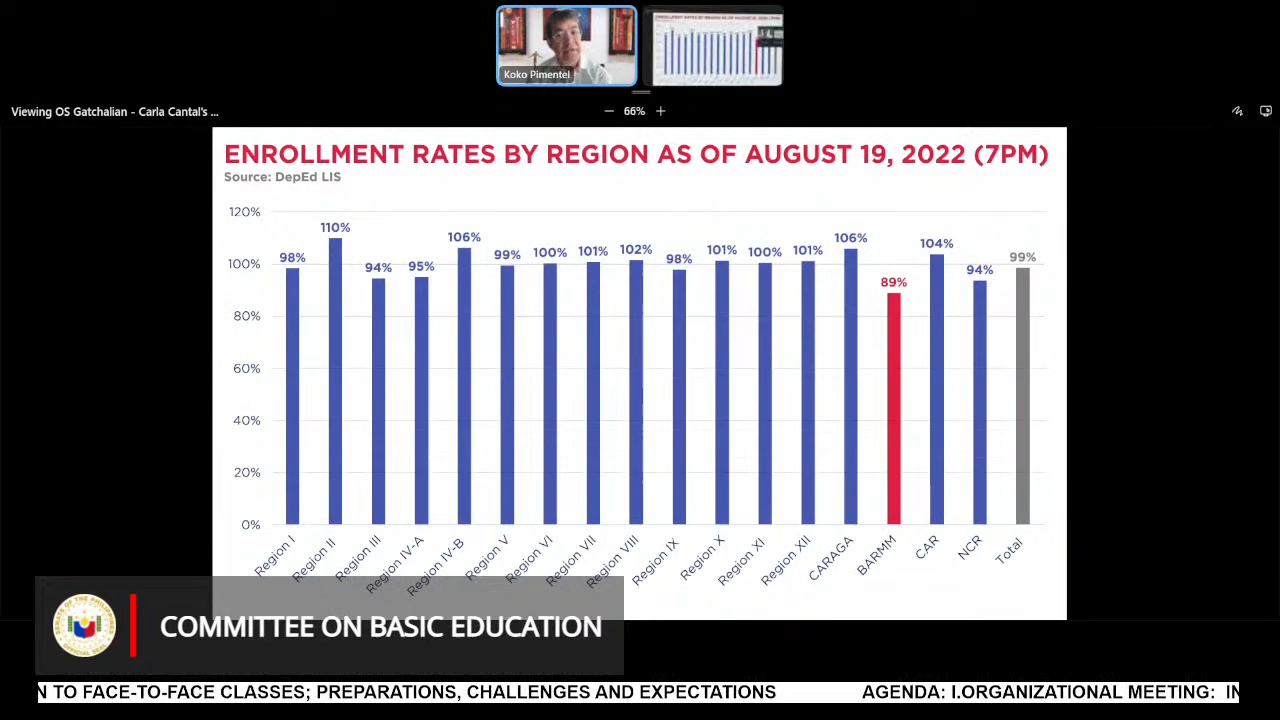 Koko Pimentel
Viewing OS Gatchalian - Carla Cantal's ...
66%
ENROLLMENT RATES BY REGION AS OF AUGUST 19, 2022 (7PM)
Source: DepEd LIS
120%
100%
80%
60%
40%
20%
0%
98%
110%
94%
95%
106%
99%
100%
101%
102%
98%
101%
100%
101%
106%
89%
104%
94%
99%
Region I
Region II
Region III
Region IV-A
Region IV-B
Region V
Region VI
Region VII
Region VIII
Region IX
Region X
Region XI
Region XII
CARAGA
BARMM
CAR
NCR
Total
COMMITTEE ON BASIC EDUCATION
N TO FACE-TO-FACE CLASSES; PREPARATIONS, CHALLENGES AND EXPECTATIONS AGENDA: I.ORGANIZATIONAL MEETING: IN